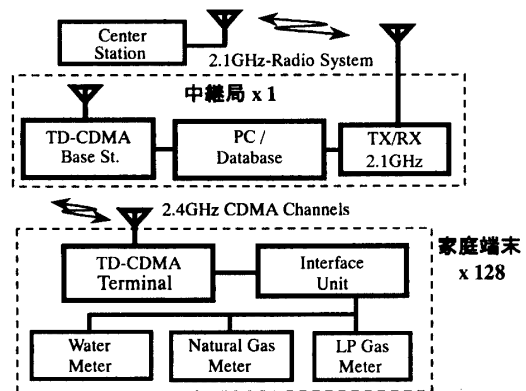 Center
Station
2.1GHz-Radio System
中継局 x 1
TD-CDMA
Base St.
PC /
Database
TX/RX
2.1GHz
2.4GHz CDMA Channels
家庭端末
x 128
TD-CDMA
Terminal
Interface
Unit
Water
Meter
Natural Gas
Meter
LP Gas
Meter